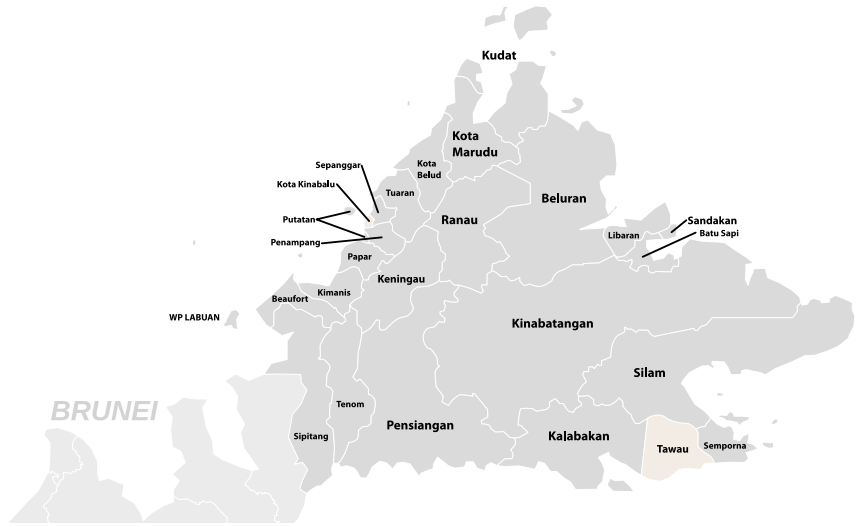 Kudat
Kota
Marudu
Sepanggar
Kota
Belud
Kota Kinabalu
Tuaran
Beluran
Putatan
Ranau
Sandakan
Batu Sapi
Libaran
Penampang
Papar
Keningau
Kimanis
Beaufort
WP LABUAN
Kinabatangan
Silam
BRUNEI
Tenom
Pensiangan
Sipitang
Kalabakan
Tawau
Semporna